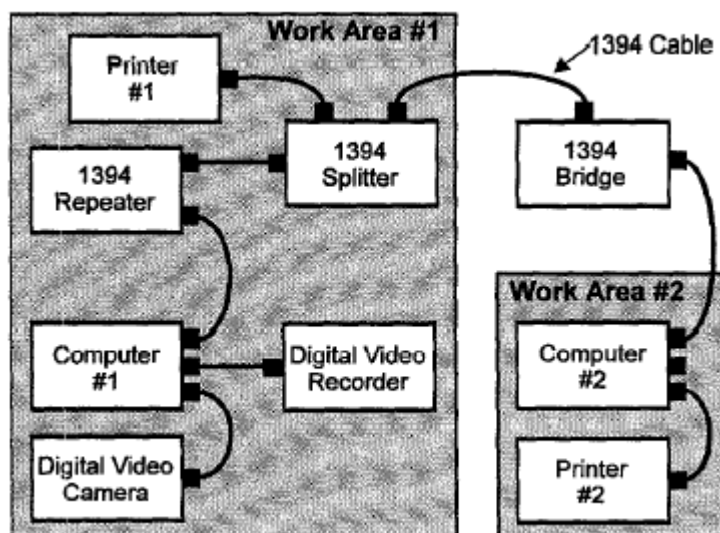 Work Area #1
1394 Cable
Printer
#1
1394
Splitter
1394
Bridge
1394
Repeater
Work Area #2
Computer
#1
Digital Video
Recorder
Computer
#2
Digital Video
Camera
Printer
#2